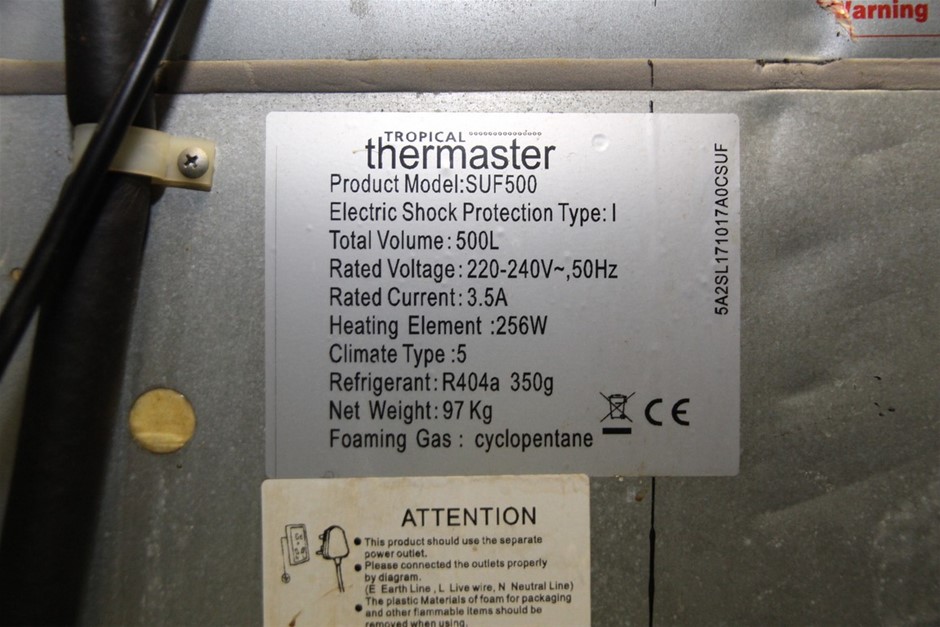 Warning
TROPICAL
thermaster
Product Model:SUF500
Electric Shock Protection Type: I
Total Volume: 500L
Rated Voltage: 220-240V~,50Hz
Rated Current: 3.5A
Heating Element :256W
Climate Type :5
Refrigerant: R404a 350g
Net Weight: 97 Kg
Foaming Gas : cyclopentane
CE
5A2SL171017A0CSUF
ATTENTION
● This product should use the separate
power outlet.
● Please connected the outlets properly
by diagram.
(E Earth Line , L Live wire, N Neutral Line)
● The plastic Materials of foam for packaging
and other flammable items should be
removed when using.